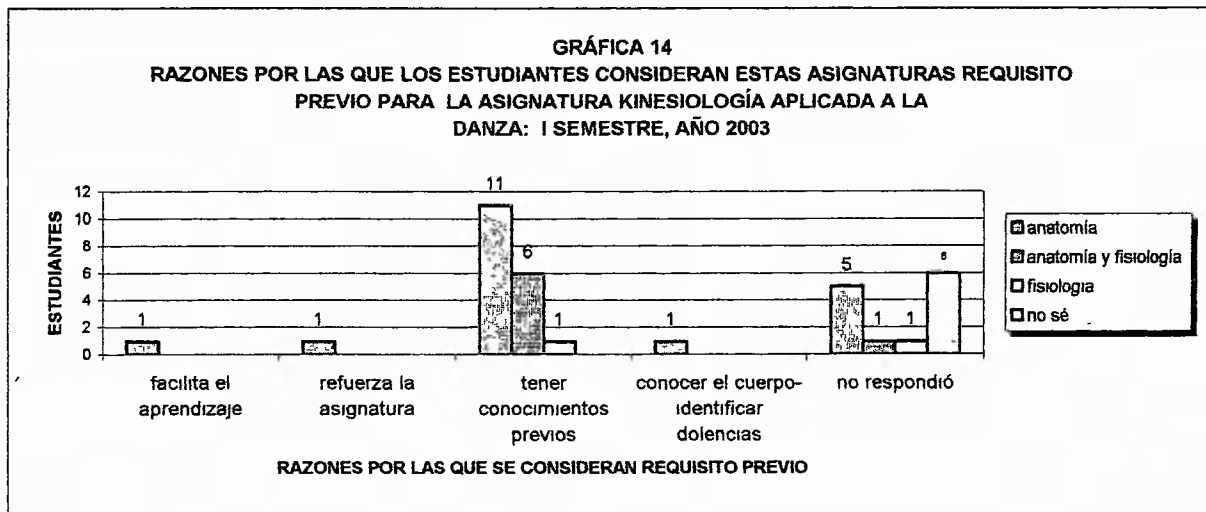 GRÁFICA 14
RAZONES POR LAS QUE LOS ESTUDIANTES CONSIDERAN ESTAS ASIGNATURAS REQUISITO
PREVIO PARA LA ASIGNATURA KINESIOLOGÍA APLICADA A LA
DANZA: I SEMESTRE, AÑO 2003
ESTUDIANTES
12
10
8
6
4
2
0
1
1
11
6
1
1
5
1
1
6
facilita el
aprendizaje
refuerza la
asignatura
tener
conocimientos
previos
conocer el cuerpo-
identificar
dolencias
no respondió
RAZONES POR LAS QUE SE CONSIDERAN REQUISITO PREVIO
anatomía
anatomía y fisiología
fisiologia
no sé